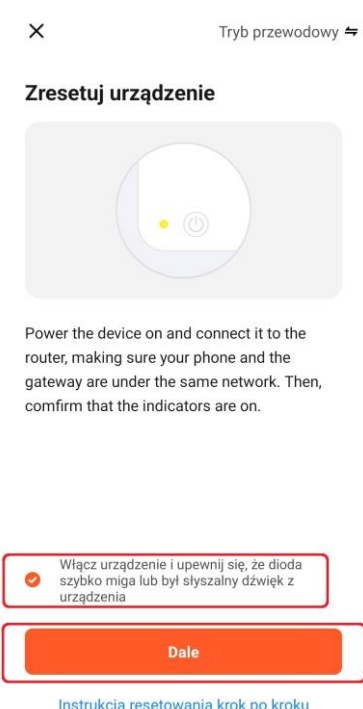 Tryb przewodowy
Zresetuj urządzenie
Power the device on and connect it to the
router, making sure your phone and the
gateway are under the same network. Then,
comfirm that the indicators are on.
Włącz urządzenie i upewnij się, że dioda
szybko miga lub był słyszalny dźwięk z
urządzenia
Dale
Instrukcja resetowania krok po kroku